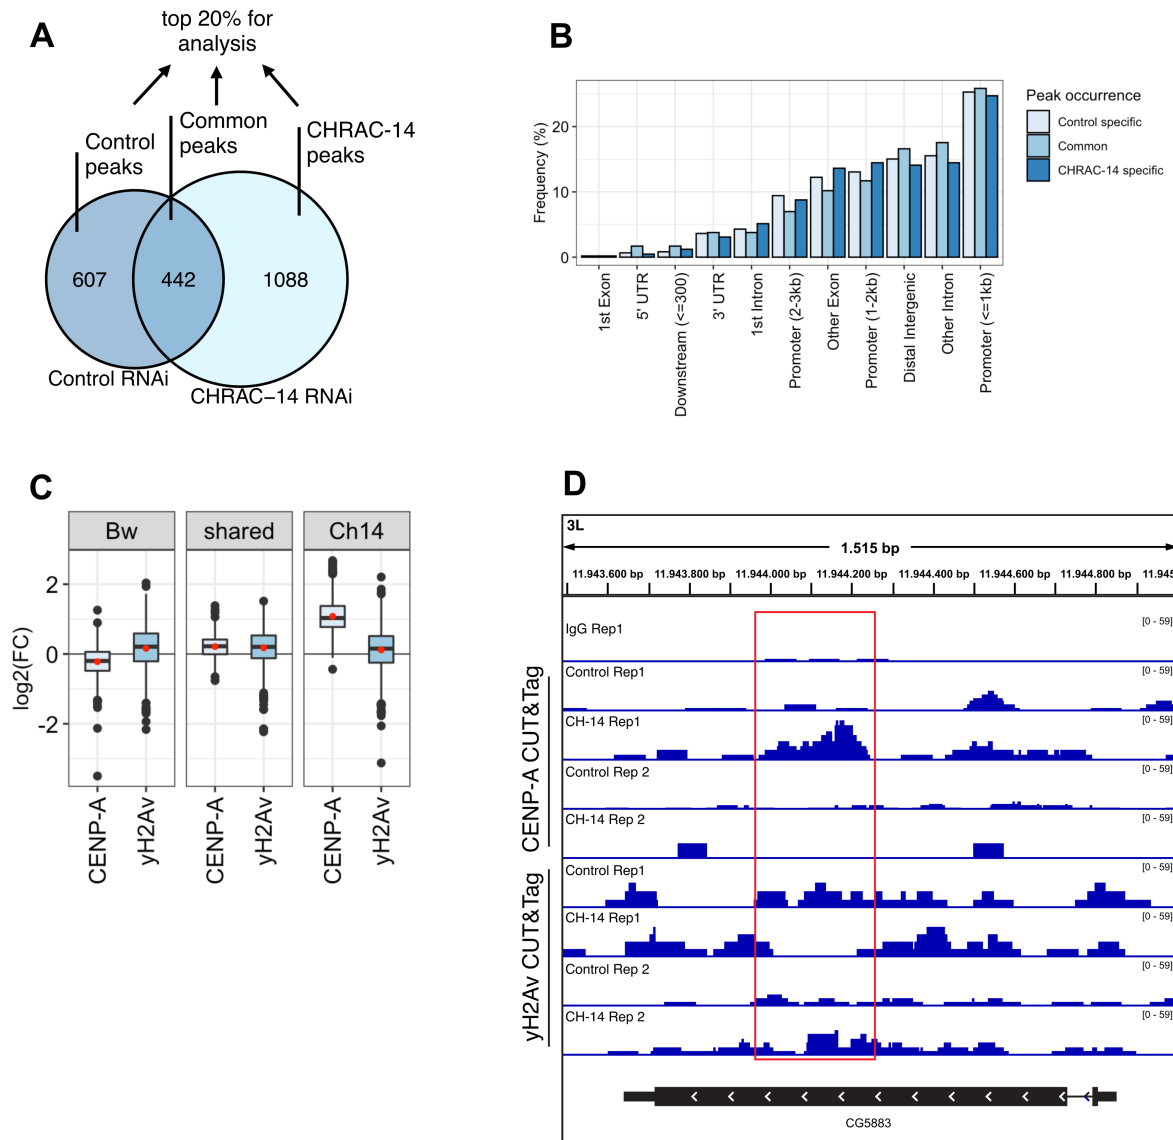 A
top 20% for
analysis
Control
peaks
Common
peaks
CHRAC-14
peaks
607
442
1088
Control RNAi
CHRAC–14 RNAi
B
Frequency (%)
20
10
0
1st Exon
5' UTR
Downstream (<=300)
3' UTR
1st Intron
Promoter (2-3kb)
Other Exon
Promoter (1-2kb)
Distal Intergenic
Other Intron
Promoter (<=1kb)
Peak occurrence
Control specific
Common
CHRAC-14 specific
C
Bw
shared
Ch14
log2(FC)
2
0
-2
CENP-A
yH2Av
CENP-A
yH2Av
CENP-A
yH2Av
D
3L
1.515 bp
11.943.600 bp
11.943.800 bp
11.944.000 bp
11.944.200 bp
11.944.400 bp
11.944.600 bp
11.944.800 bp
11.945
CENP-A CUT&Tag
yH2Av CUT&Tag
IgG Rep1
[0 - 59]
Control Rep1
[0 - 59]
CH-14 Rep1
[0 - 59]
Control Rep 2
[0 - 59]
CH-14 Rep 2
[0 - 59]
Control Rep1
[0 - 59]
CH-14 Rep1
[0 - 59]
Control Rep 2
[0 - 59]
CH-14 Rep 2
[0 - 59]
CG5883